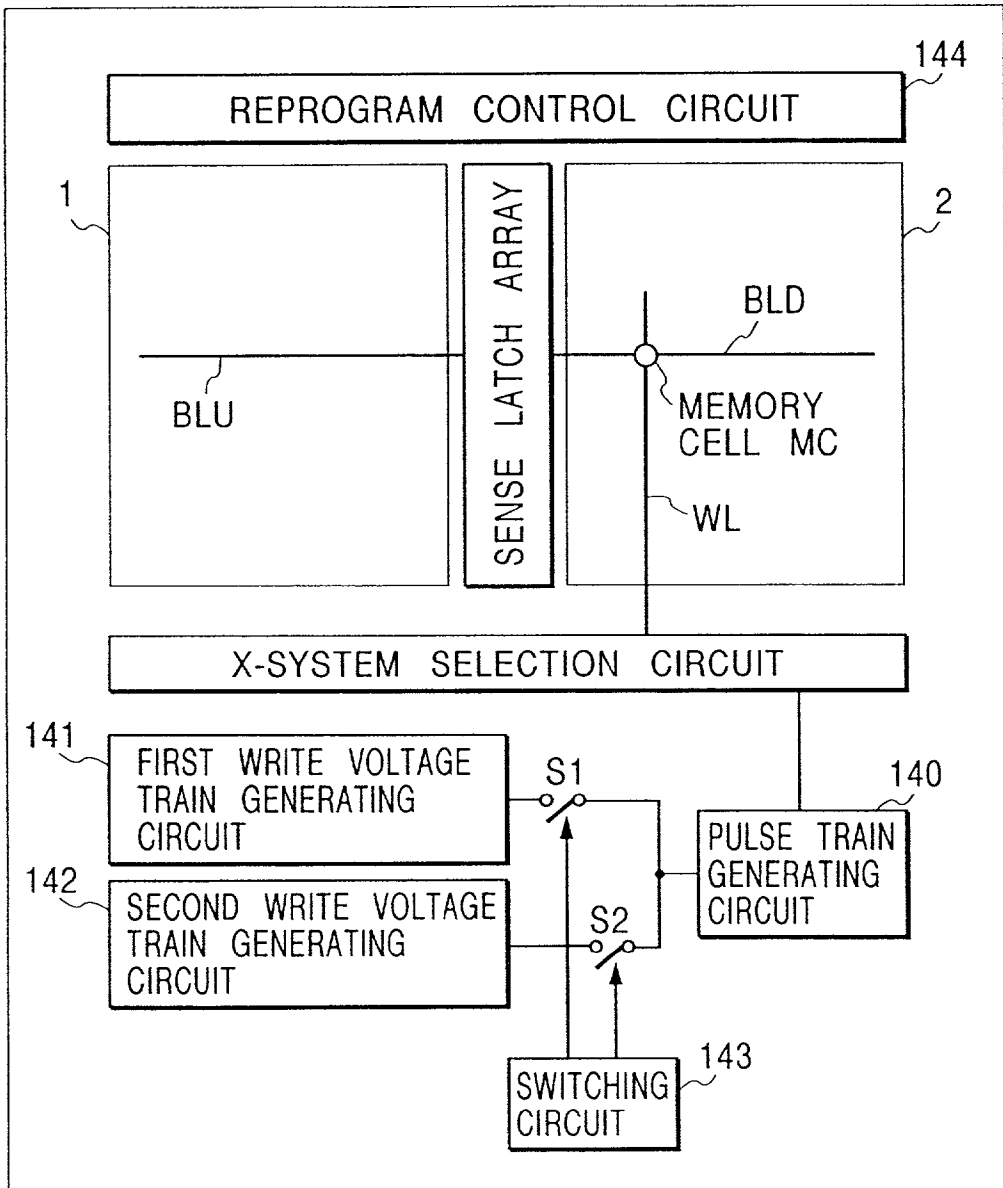 144
REPROGRAM CONTROL CIRCUIT
1
2
SENSE LATCH ARRAY
BLU
BLD
MEMORY
CELL MC
WL
X-SYSTEM SELECTION CIRCUIT
141
FIRST WRITE VOLTAGE
TRAIN GENERATING
CIRCUIT
S1
140
PULSE TRAIN
GENERATING
CIRCUIT
142
SECOND WRITE VOLTAGE
TRAIN GENERATING
CIRCUIT
S2
143
SWITCHING
CIRCUIT